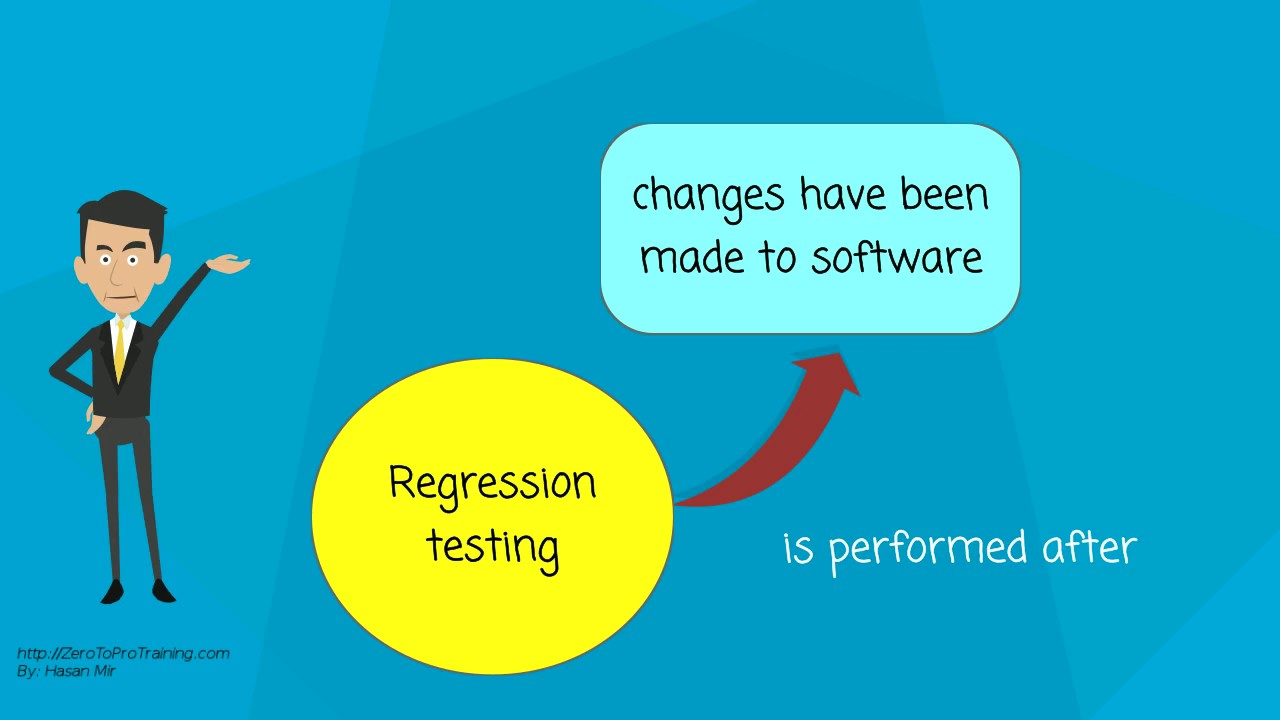 changes have been
made to software
Regression
testing
is performed after
http://ZeroToProTraining.com
By: Hasan Mir